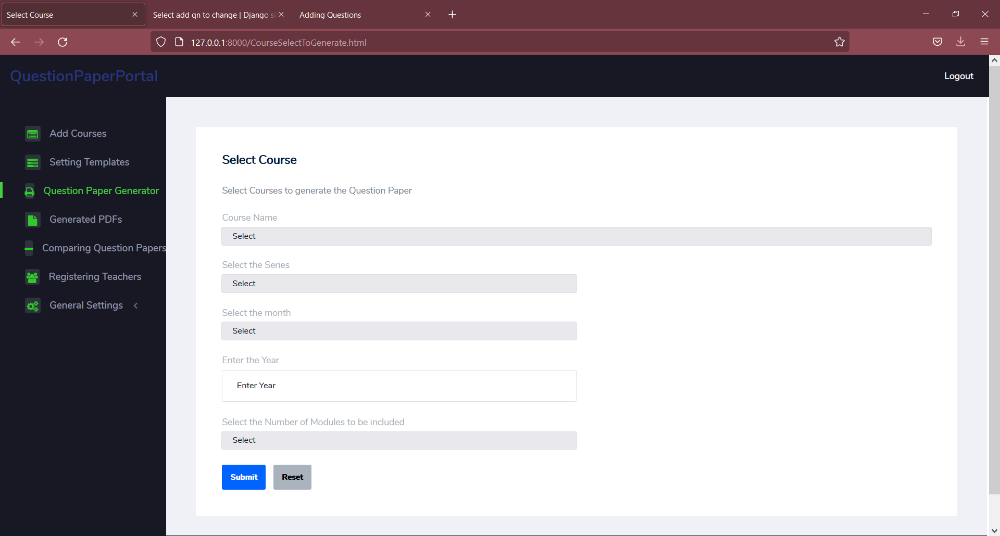 Select Course
Select add qn to change | Django si
Adding Questions
127.0.0.1:8000/CourseSelectToGenerate.html
QuestionPaperPortal
Logout
Add Courses
Setting Templates
Question Paper Generator
Generated PDFs
Comparing Question Papers
Registering Teachers
General Settings
Select Course
Select Courses to generate the Question Paper
Course Name
Select
Select the Series
Select
Select the month
Select
Enter the Year
Enter Year
Select the Number of Modules to be included
Select
Submit Reset